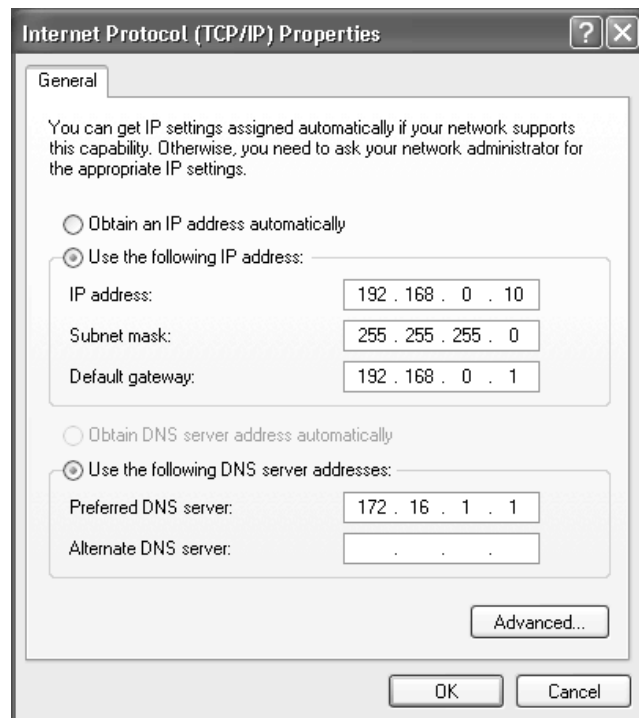 Internet Protocol (TCP/IP) Properties
General
You can get IP settings assigned automatically if your network supports
this capability. Otherwise, you need to ask your network administrator for
the appropriate IP settings.
Obtain an IP address automatically
Use the following IP address:
IP address: 192 . 168 . 0 . 10
Subnet mask: 255 . 255 . 255 . 0
Default gateway: 192 . 168 . 0 . 1
Obtain DNS server address automatically
Use the following DNS server addresses:
Preferred DNS server: 172 . 16 . 1 . 1
Alternate DNS server: . . .
Advanced...
OK Cancel